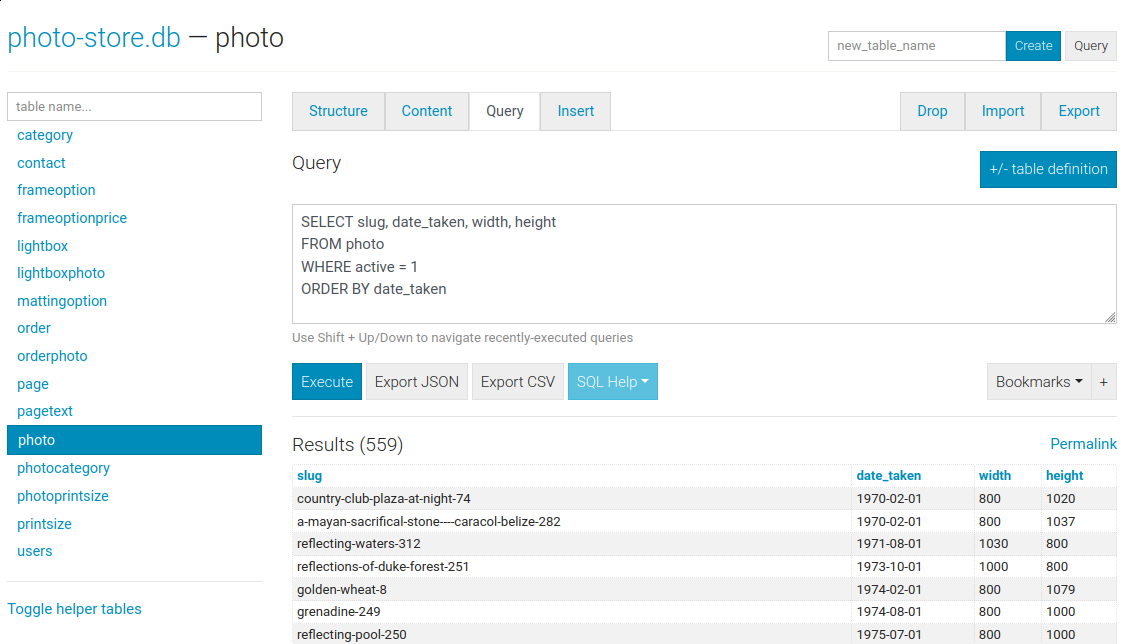 photo-store.db — photo
new_table_name
Create
Query
table name...
category
contact
frameoption
frameoptionprice
lightbox
lightboxphoto
mattingoption
order
orderphoto
page
pagetext
photo
photocategory
photoprintsize
printsize
users
Toggle helper tables
Structure
Content
Query
Insert
Drop
Import
Export
Query
+/- table definition
SELECT slug, date_taken, width, height
FROM photo
WHERE active = 1
ORDER BY date_taken
Use Shift + Up/Down to navigate recently-executed queries
Execute
Export JSON
Export CSV
SQL Help
Bookmarks
+
Results (559)
Permalink
slug date_taken width height
country-club-plaza-at-night-74 1970-02-01 800 1020
a-mayan-sacrifical-stone----caracol-belize-282 1970-02-01 800 1037
reflecting-waters-312 1971-08-01 1030 800
reflections-of-duke-forest-251 1973-10-01 1000 800
golden-wheat-8 1974-02-01 800 1079
grenadine-249 1974-08-01 800 1000
reflecting-pool-250 1975-07-01 800 1000